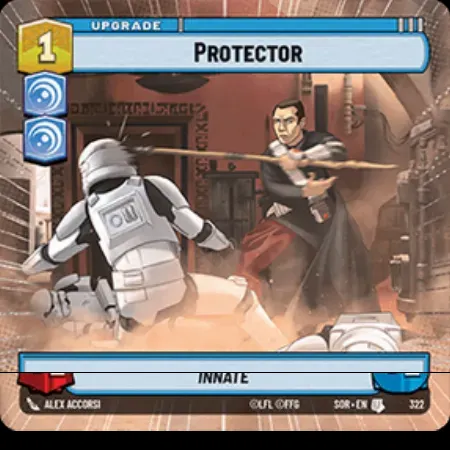 UPGRADE
1
PROTECTOR
INNATE
ALEX ACCORSI
©LFL ©FFG
SOR • EN
322